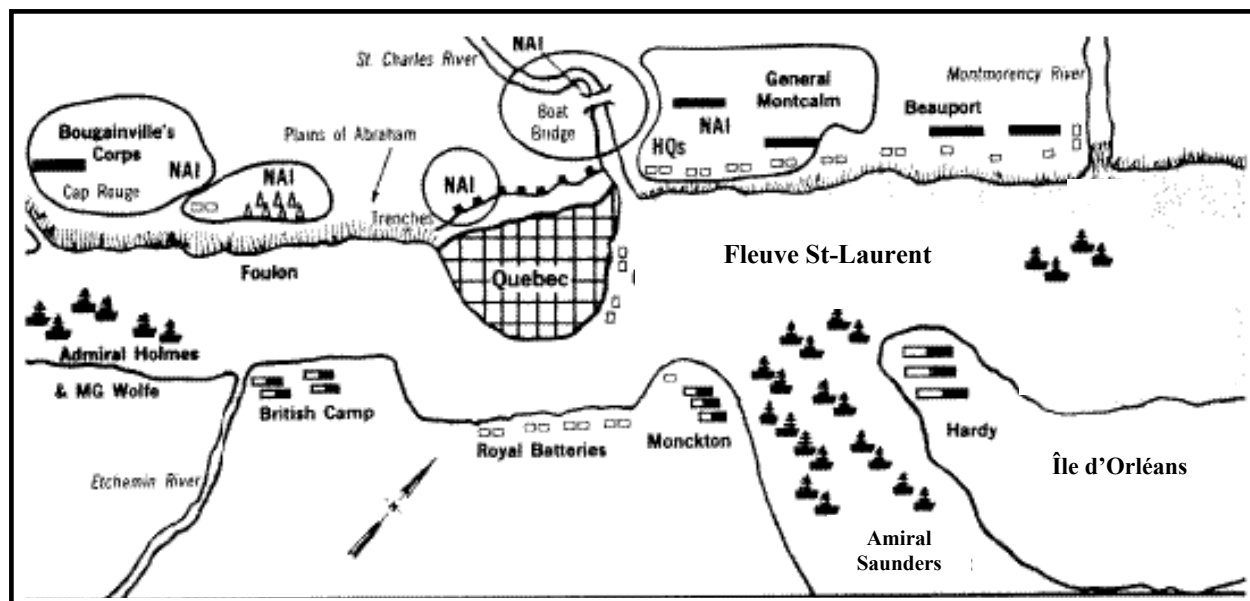 St. Charles River
NAI
Boat
Bridge
General
Montcalm
Montmorency River
Beauport
NAI
HQs
Plains of Abraham
Bougainville's
Corps
NAI
Cap Rouge
NAI
NAI
Trenches
Foulon
Quebec
Fleuve St-Laurent
Admiral Holmes
& MG Wolfe
British Camp
Royal Batteries
Monckton
Hardy
Île d'Orléans
Etchemin River
Amiral
Saunders